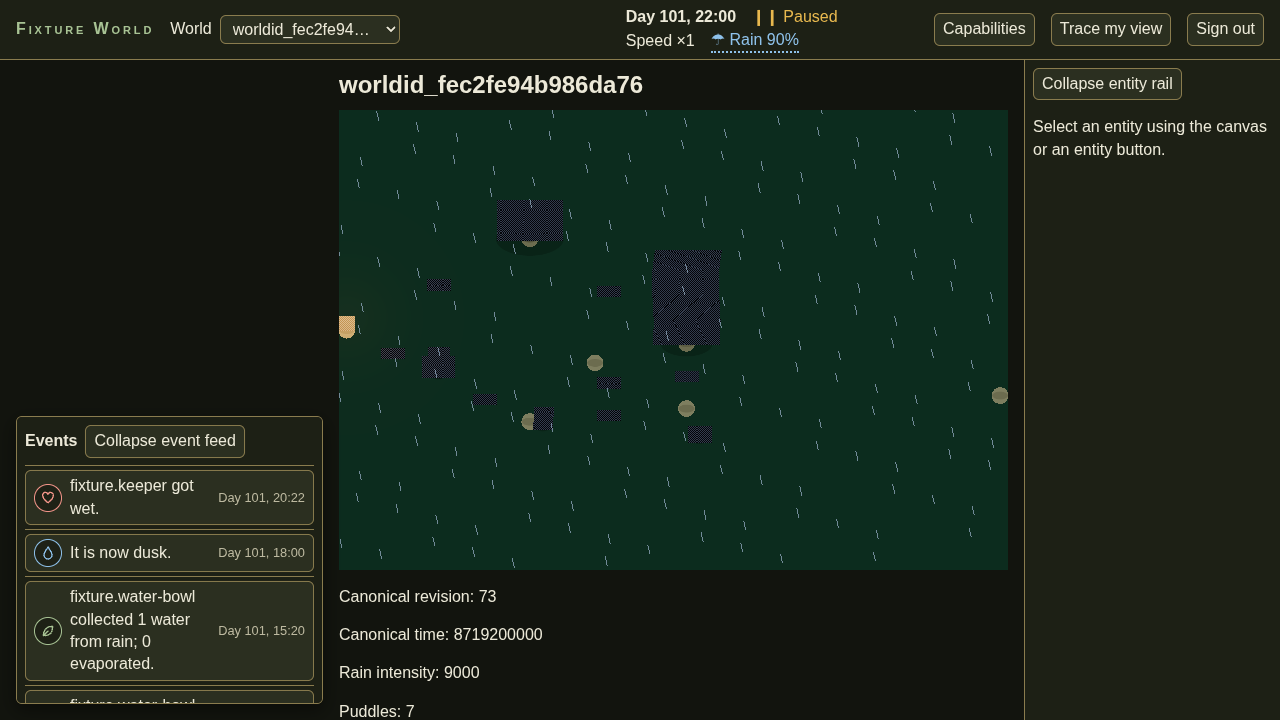 Fixture World
World
worldid_fec2fe94...
Day 101, 22:00
❙❙ Paused
Speed ×1
☂ Rain 90%
Capabilities
Trace my view
Sign out
worldid_fec2fe94b986da76
Collapse entity rail
Select an entity using the canvas
or an entity button.
Events
Collapse event feed
fixture.keeper got
wet.
Day 101, 20:22
It is now dusk.
Day 101, 18:00
fixture.water-bowl
collected 1 water
from rain; 0
evaporated.
Day 101, 15:20
fixture.water-bowl
Canonical revision: 73
Canonical time: 8719200000
Rain intensity: 9000
Puddles: 7